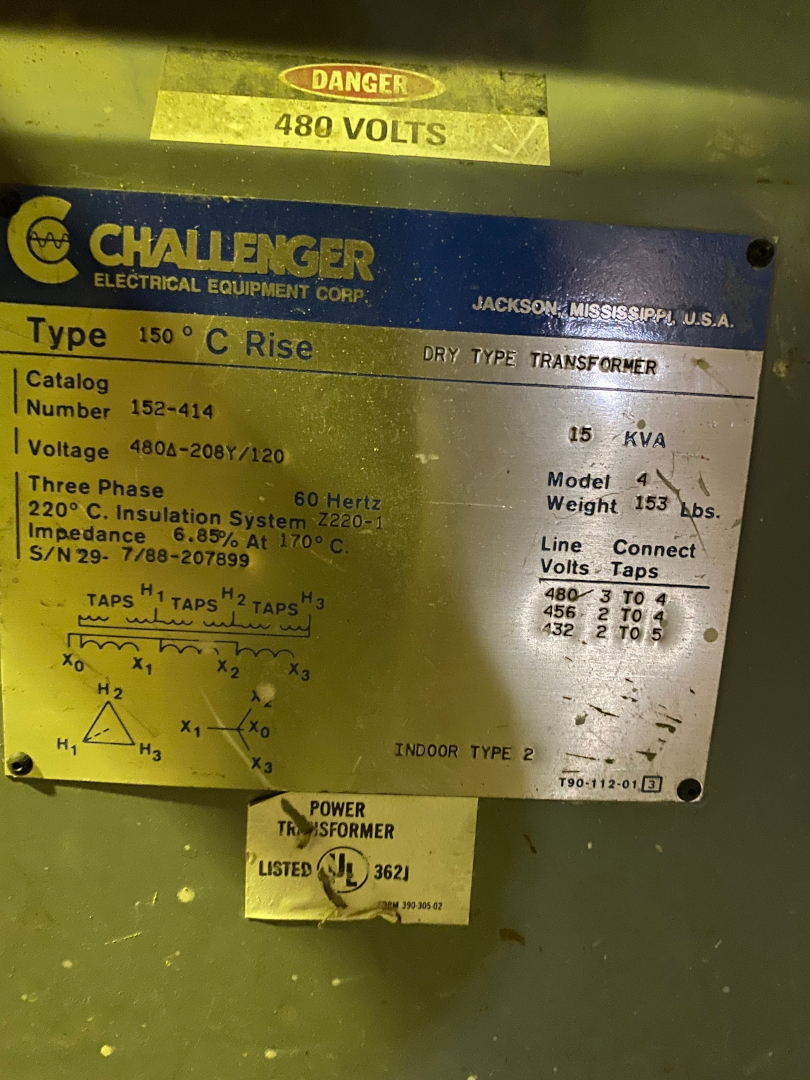 DANGER
480 VOLTS
CHALLENGER
ELECTRICAL EQUIPMENT CORP.
JACKSON, MISSISSIPPI, U.S.A.
Type 150 ° C Rise
DRY TYPE TRANSFORMER
Catalog
Number 152-414
15 KVA
Voltage 480Δ-208Y/120
Model 4
Weight 153 Lbs.
Three Phase 60 Hertz
220° C. Insulation System Z220-1
Impedance 6.85% At 170° C.
S/N 29- 7/88-207899
Line Connect
Volts Taps
480 3 TO 4
456 2 TO 4
432 2 TO 5
H1 H2 H3
TAPS TAPS TAPS
X0 X1 X2 X3
H2
H1 H3
X2
X1 X0
X3
INDOOR TYPE 2
T90-112-01 3
POWER
TRANSFORMER
LISTED UL 362J
FORM 390-305-02